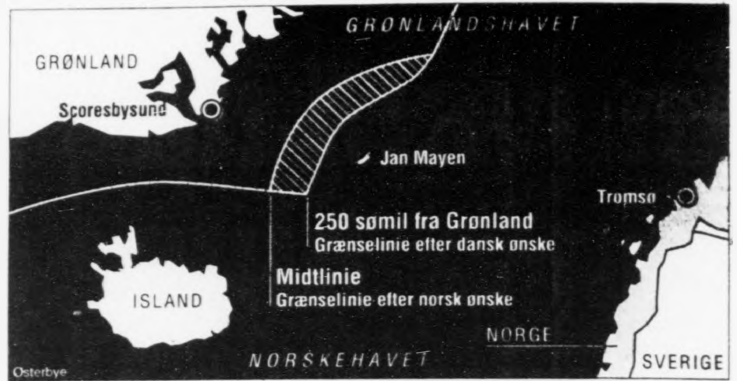 GRØNLANDSHAVET
GRØNLAND
Scoresbysund
Jan Mayen
Tromsø
250 sømil fra Grønland
Grænselinie efter dansk ønske
Midtlinie
Grænselinie efter norsk ønske
ISLAND
NORGE
NORSKEHAVET
SVERIGE
Østerbye